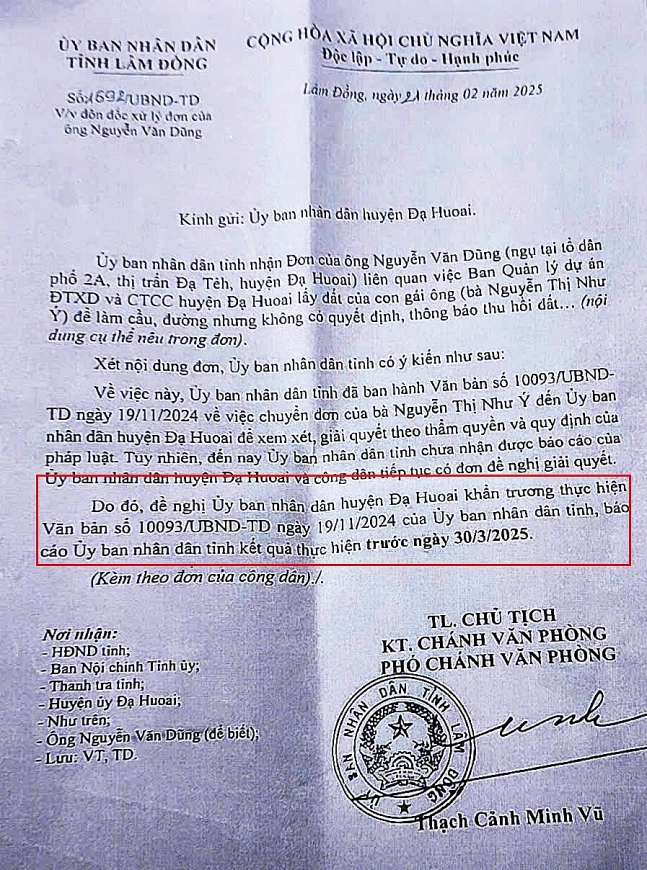 ỦY BAN NHÂN DÂN
TỈNH LÂM ĐỒNG
CỘNG HÒA XÃ HỘI CHỦ NGHĨA VIỆT NAM
Độc lập - Tự do - Hạnh phúc
Số:1592/UBND-TD
V/v đôn đốc xử lý đơn của
ông Nguyễn Văn Dũng
Lâm Đồng, ngày 21 tháng 02 năm 2025
Kính gửi: Ủy ban nhân dân huyện Đạ Huoai.
Ủy ban nhân dân tỉnh nhận Đơn của ông Nguyễn Văn Dũng (ngụ tại tổ dân
phố 2A, thị trấn Đạ Tẻh, huyện Đạ Huoai) liên quan việc Ban Quản lý dự án
ĐTXD và CTCC huyện Đạ Huoai lấy đất của con gái ông (bà Nguyễn Thị Như
Ý) để làm cầu, đường nhưng không có quyết định, thông báo thu hồi đất… (nội
dung cụ thể nêu trong đơn).
Xét nội dung đơn, Ủy ban nhân dân tỉnh có ý kiến như sau:
Về việc này, Ủy ban nhân dân tỉnh đã ban hành Văn bản số 10093/UBND-
TD ngày 19/11/2024 về việc chuyển đơn của bà Nguyễn Thị Như Ý đến Ủy ban
nhân dân huyện Đạ Huoai để xem xét, giải quyết theo thẩm quyền và quy định của
pháp luật. Tuy nhiên, đến nay Ủy ban nhân dân tỉnh chưa nhận được báo cáo của
Ủy ban nhân dân huyện Đạ Huoai và công dân tiếp tục có đơn đề nghị giải quyết.
Do đó, đề nghị Ủy ban nhân dân huyện Đạ Huoai khẩn trương thực hiện
Văn bản số 10093/UBND-TD ngày 19/11/2024 của Ủy ban nhân dân tỉnh, báo
cáo Ủy ban nhân dân tỉnh kết quả thực hiện trước ngày 30/3/2025.
(Kèm theo đơn của công dân)./.
Nơi nhận:
- HĐND tỉnh;
- Ban Nội chính Tỉnh ủy;
- Thanh tra tỉnh;
- Huyện ủy Đạ Huoai;
- Như trên;
- Ông Nguyễn Văn Dũng (để biết);
- Lưu: VT, TD.
TL. CHỦ TỊCH
KT. CHÁNH VĂN PHÒNG
PHÓ CHÁNH VĂN PHÒNG
ỦY BAN NHÂN DÂN TỈNH LÂM ĐỒNG
Thạch Cảnh Minh Vũ